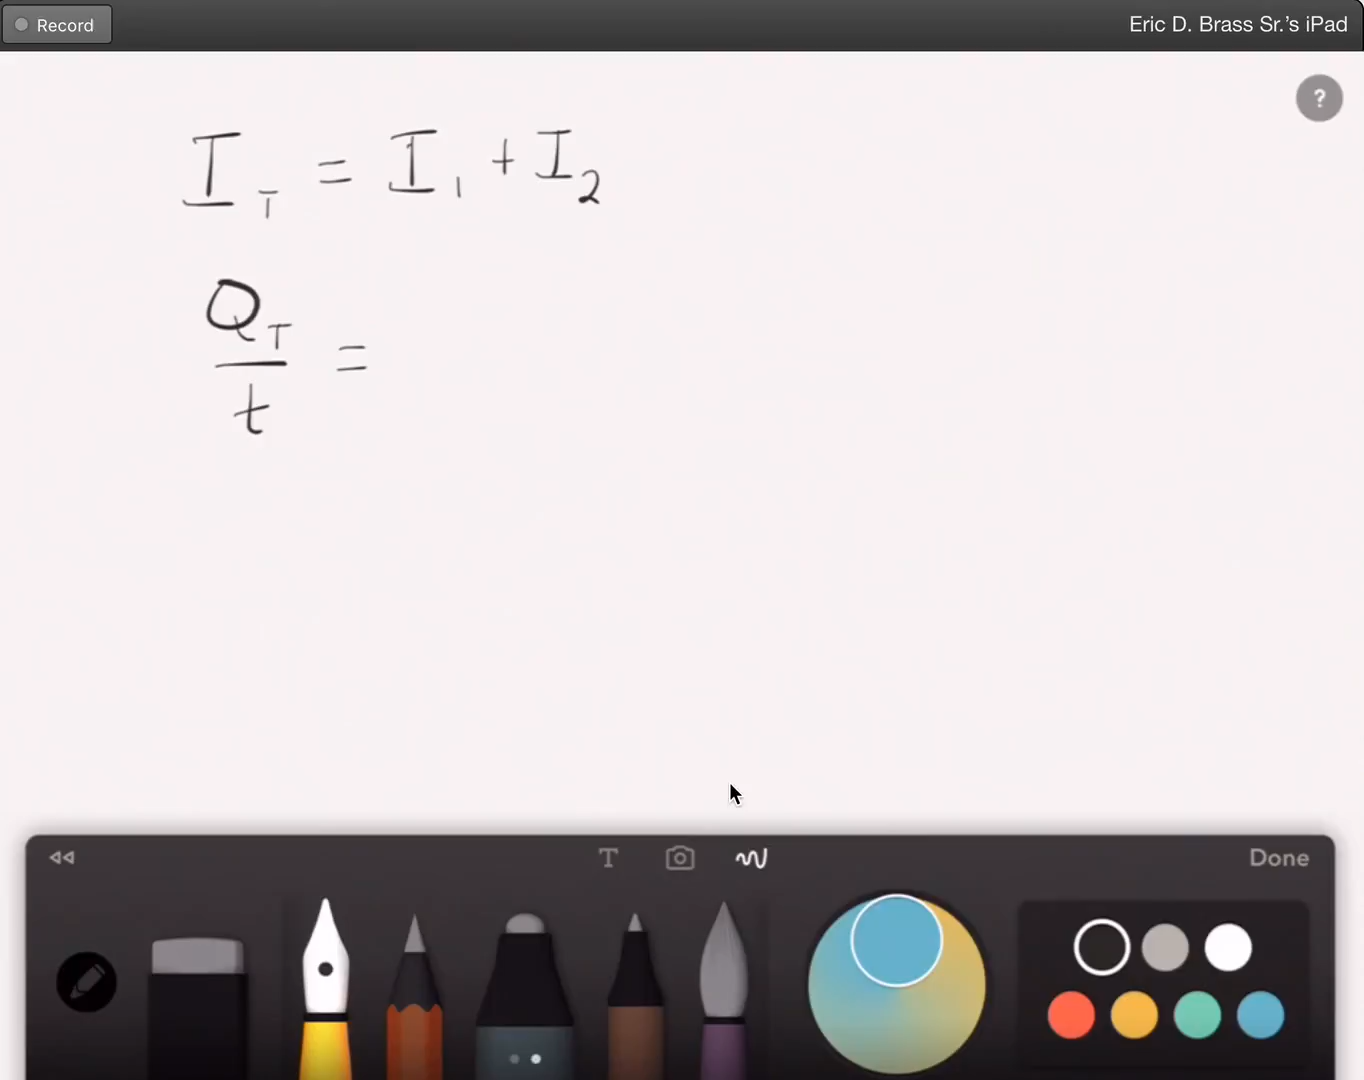 Record
Eric D. Brass Sr.'s iPad
?
I_T = I_1 + I_2
Q_T
t
=
T
Done